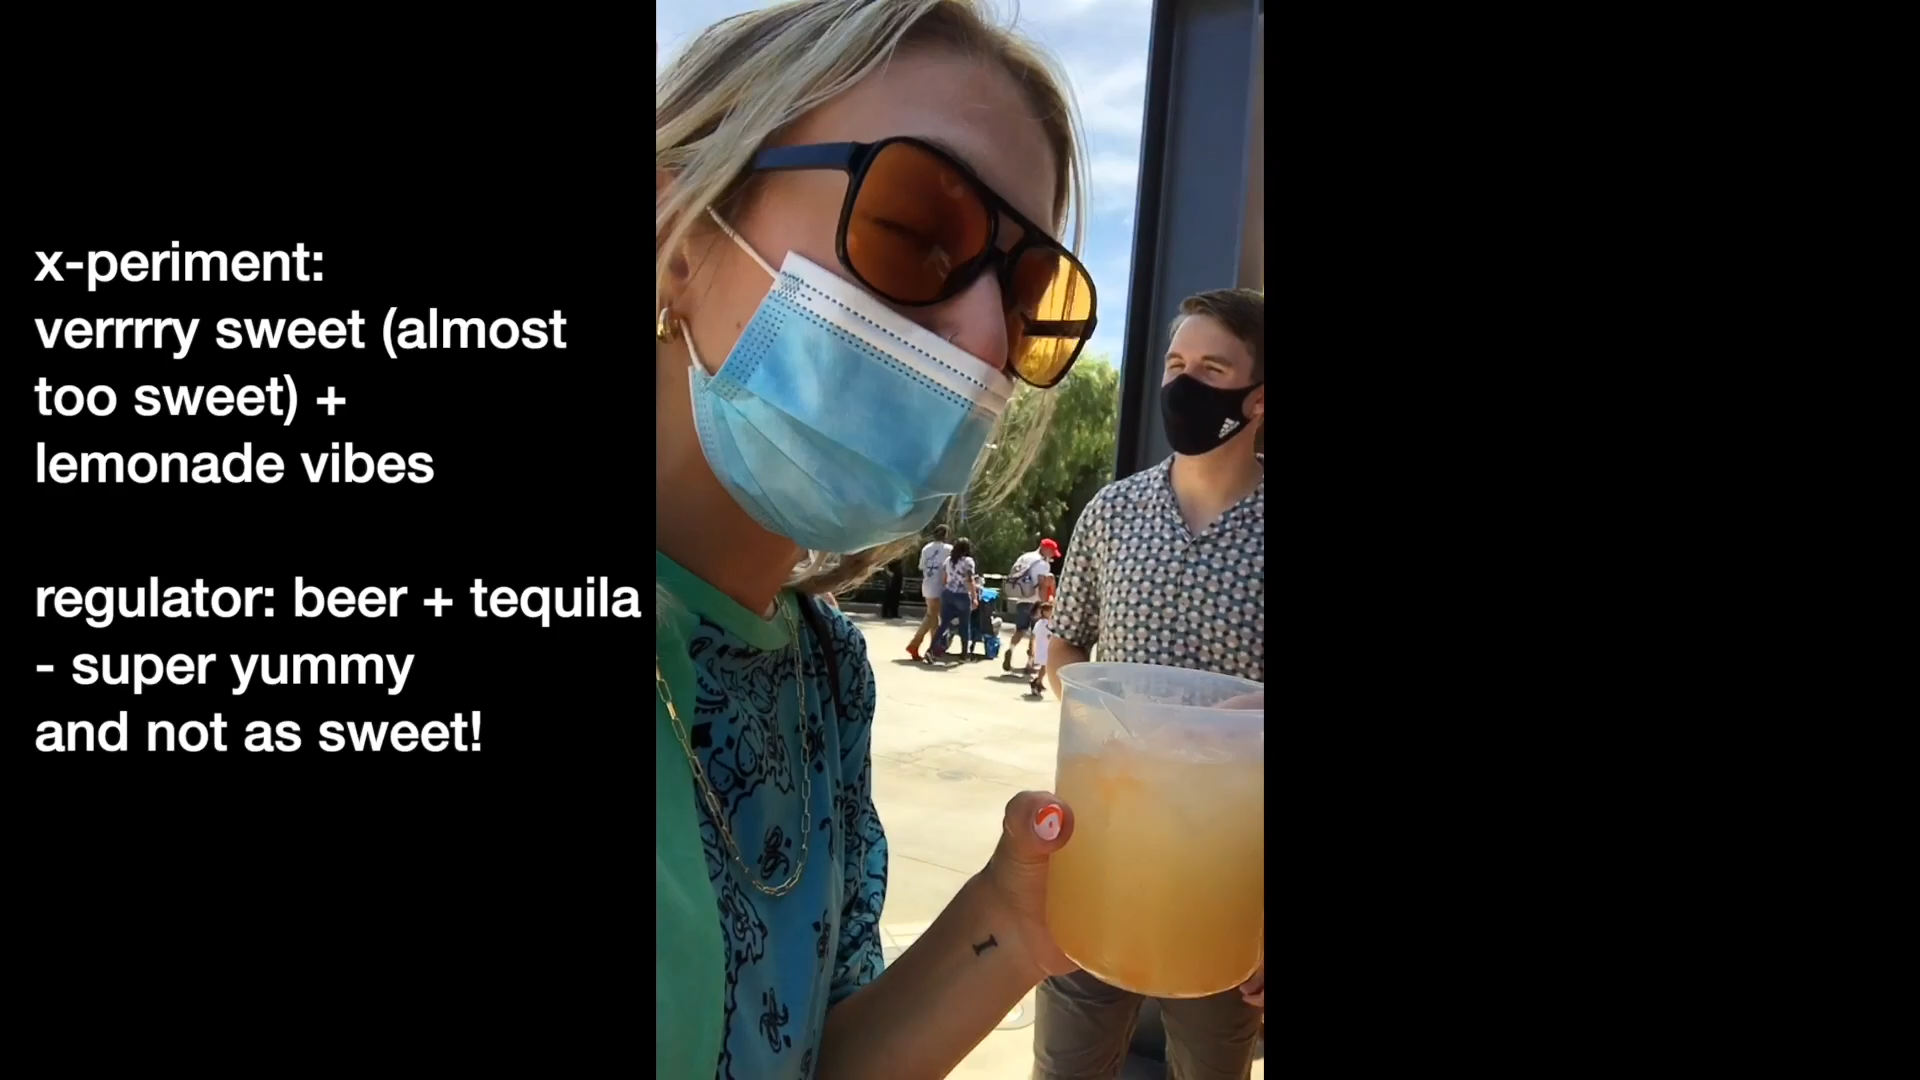 x-periment:
verrrry sweet (almost
too sweet) +
lemonade vibes
regulator: beer + tequila
- super yummy
and not as sweet!
I